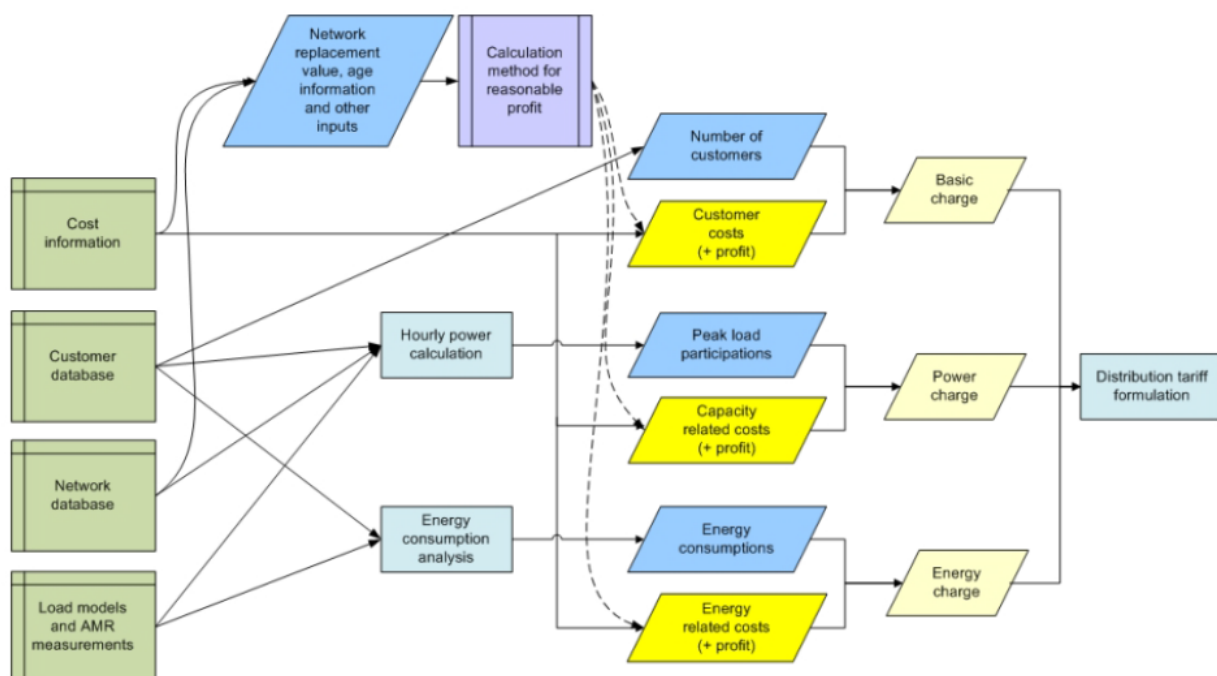 Network
replacement
value, age
information
and other
inputs
Calculation
method for
reasonable
profit
Number of
customers
Basic
charge
Cost
information
Customer
costs
(+ profit)
Customer
database
Hourly power
calculation
Peak load
participations
Power
charge
Distribution tariff
formulation
Capacity
related costs
(+ profit)
Network
database
Energy
consumption
analysis
Energy
consumptions
Energy
charge
Load models
and AMR
measurements
Energy
related costs
(+ profit)